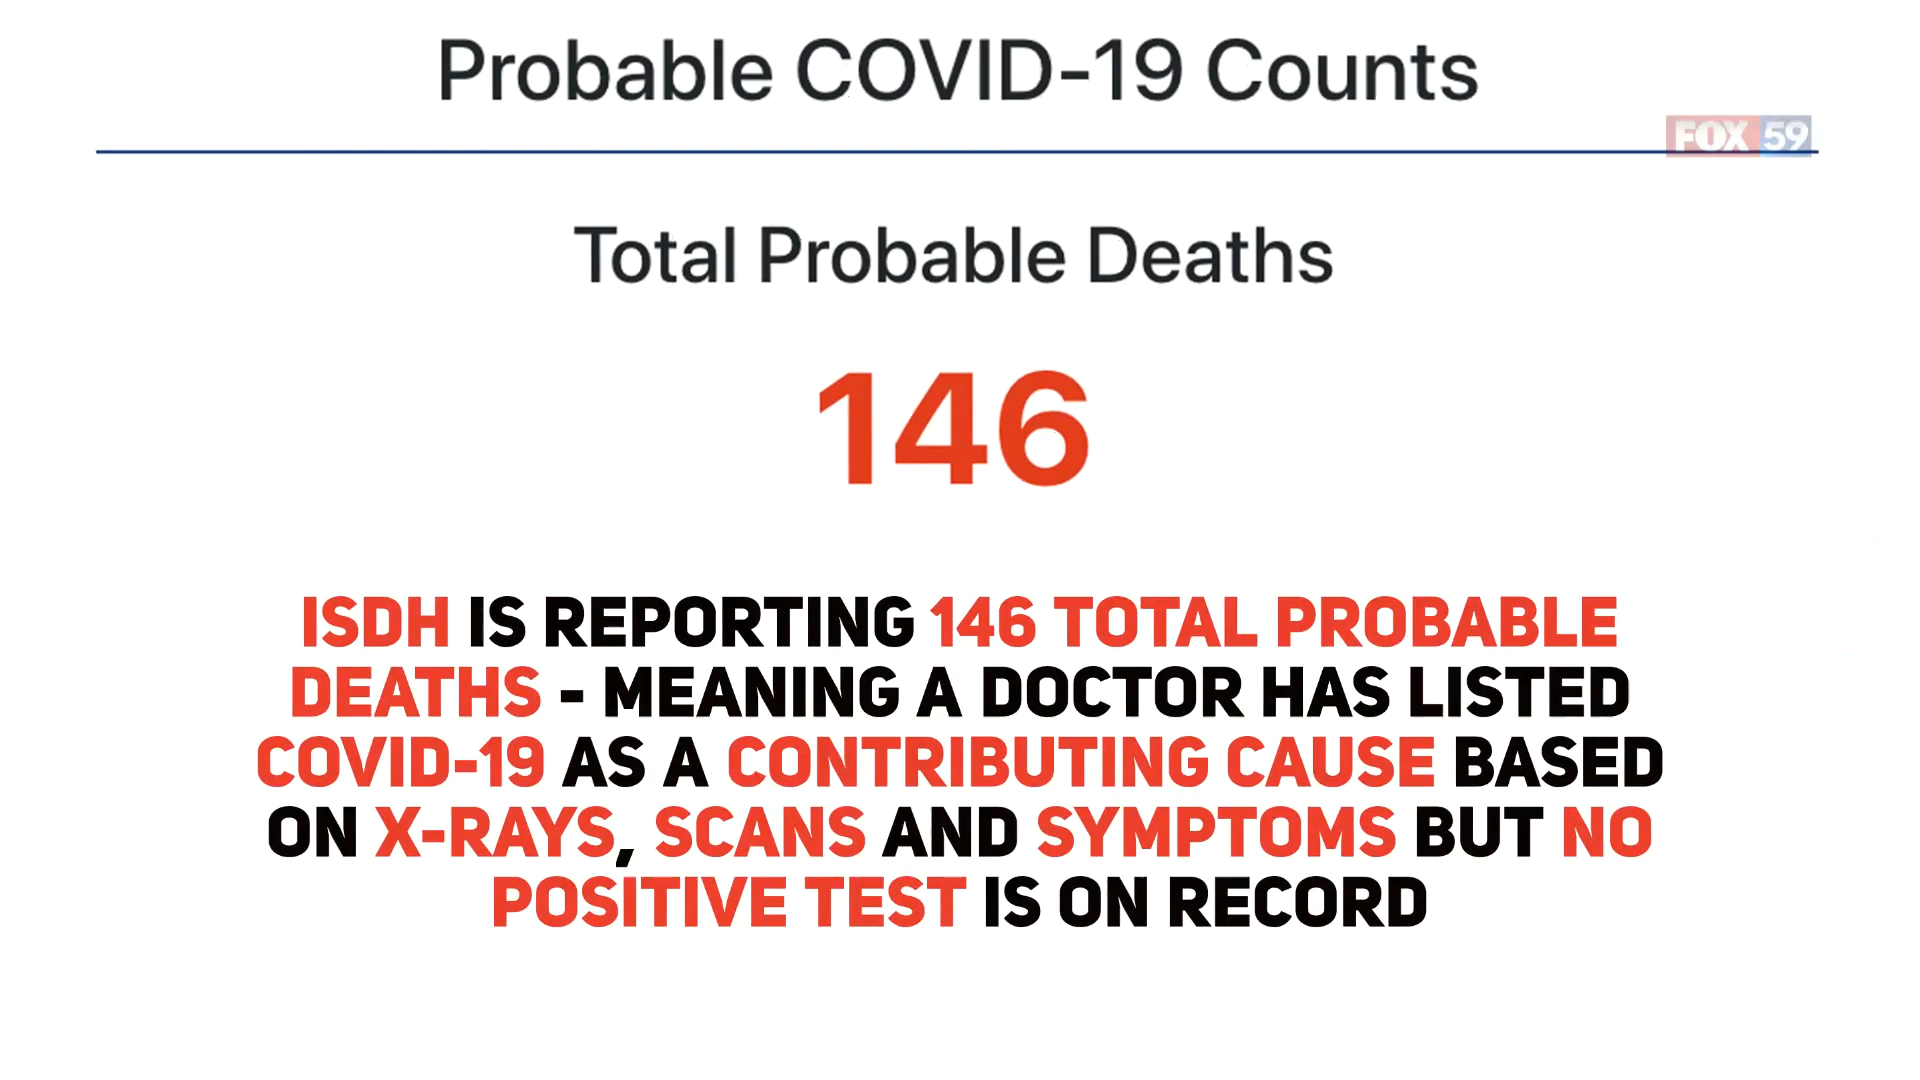 Probable COVID-19 Counts
FOX 59
Total Probable Deaths
146
ISDH IS REPORTING 146 TOTAL PROBABLE
DEATHS - MEANING A DOCTOR HAS LISTED
COVID-19 AS A CONTRIBUTING CAUSE BASED
ON X-RAYS, SCANS AND SYMPTOMS BUT NO
POSITIVE TEST IS ON RECORD